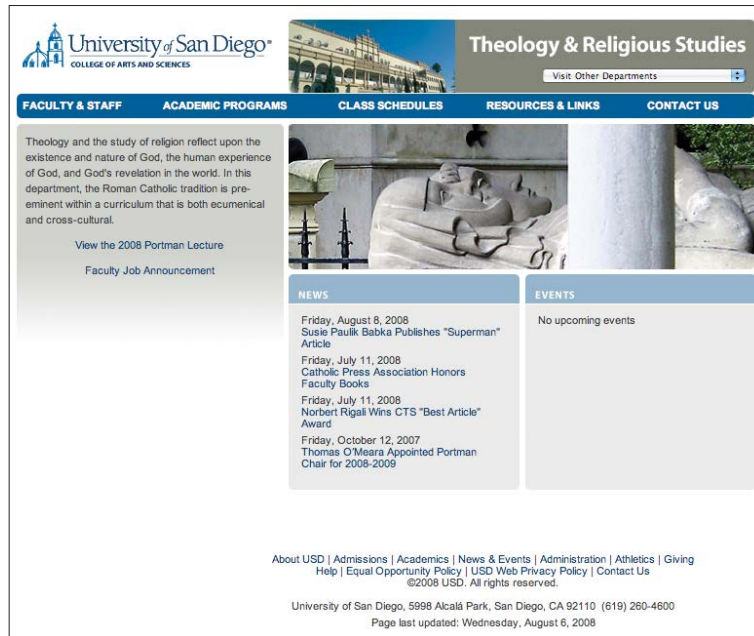 University of San Diego®
COLLEGE OF ARTS AND SCIENCES
Theology & Religious Studies
Visit Other Departments
FACULTY & STAFF ACADEMIC PROGRAMS CLASS SCHEDULES RESOURCES & LINKS CONTACT US
Theology and the study of religion reflect upon the
existence and nature of God, the human experience
of God, and God's revelation in the world. In this
department, the Roman Catholic tradition is pre-
eminent within a curriculum that is both ecumenical
and cross-cultural.
View the 2008 Portman Lecture
Faculty Job Announcement
NEWS
Friday, August 8, 2008
Susie Paulik Babka Publishes "Superman"
Article
Friday, July 11, 2008
Catholic Press Association Honors
Faculty Books
Friday, July 11, 2008
Norbert Rigali Wins CTS "Best Article"
Award
Friday, October 12, 2007
Thomas O'Meara Appointed Portman
Chair for 2008-2009
EVENTS
No upcoming events
About USD | Admissions | Academics | News & Events | Administration | Athletics | Giving
Help | Equal Opportunity Policy | USD Web Privacy Policy | Contact Us
©2008 USD. All rights reserved.
University of San Diego, 5998 Alcalá Park, San Diego, CA 92110 (619) 260-4600
Page last updated: Wednesday, August 6, 2008